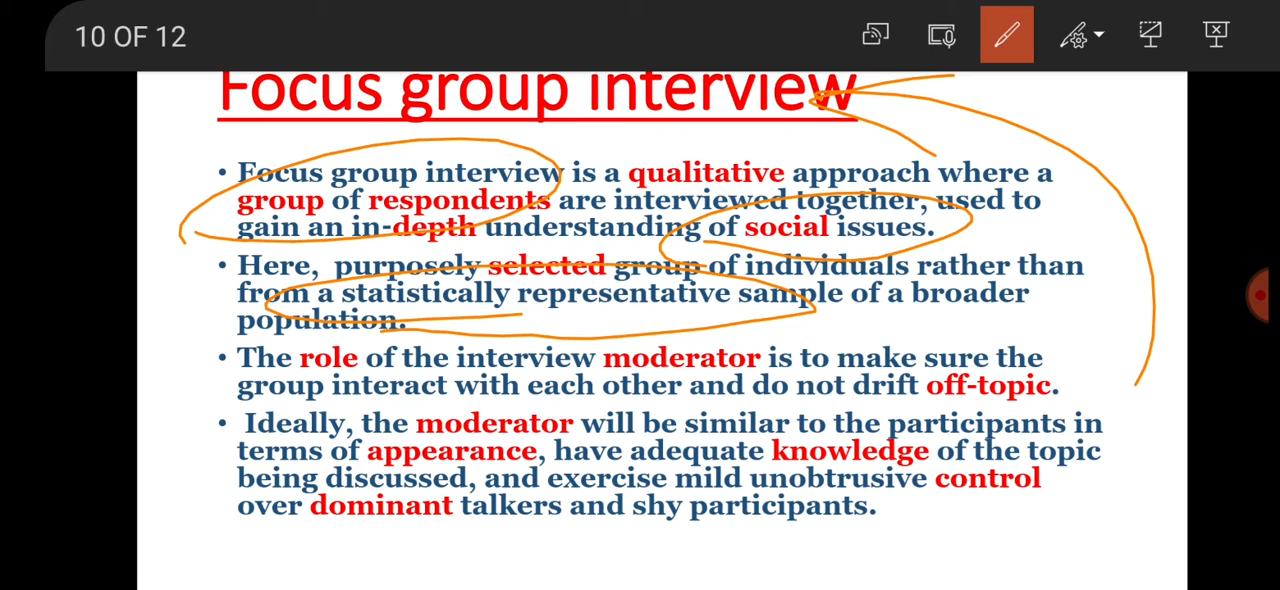 10 OF 12
Focus group interview
• Focus group interview is a qualitative approach where a
group of respondents are interviewed together, used to
gain an in-depth understanding of social issues.
• Here, purposely selected group of individuals rather than
from a statistically representative sample of a broader
population.
• The role of the interview moderator is to make sure the
group interact with each other and do not drift off-topic.
• Ideally, the moderator will be similar to the participants in
terms of appearance, have adequate knowledge of the topic
being discussed, and exercise mild unobtrusive control
over dominant talkers and shy participants.